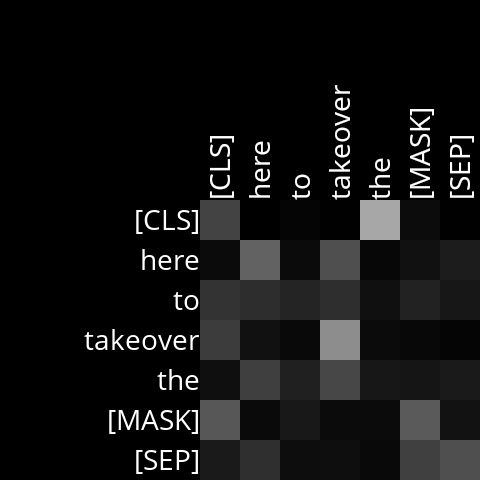 [CLS]
here
to
takeover
the
[MASK]
[SEP]
[CLS]
here
to
takeover
the
[MASK]
[SEP]